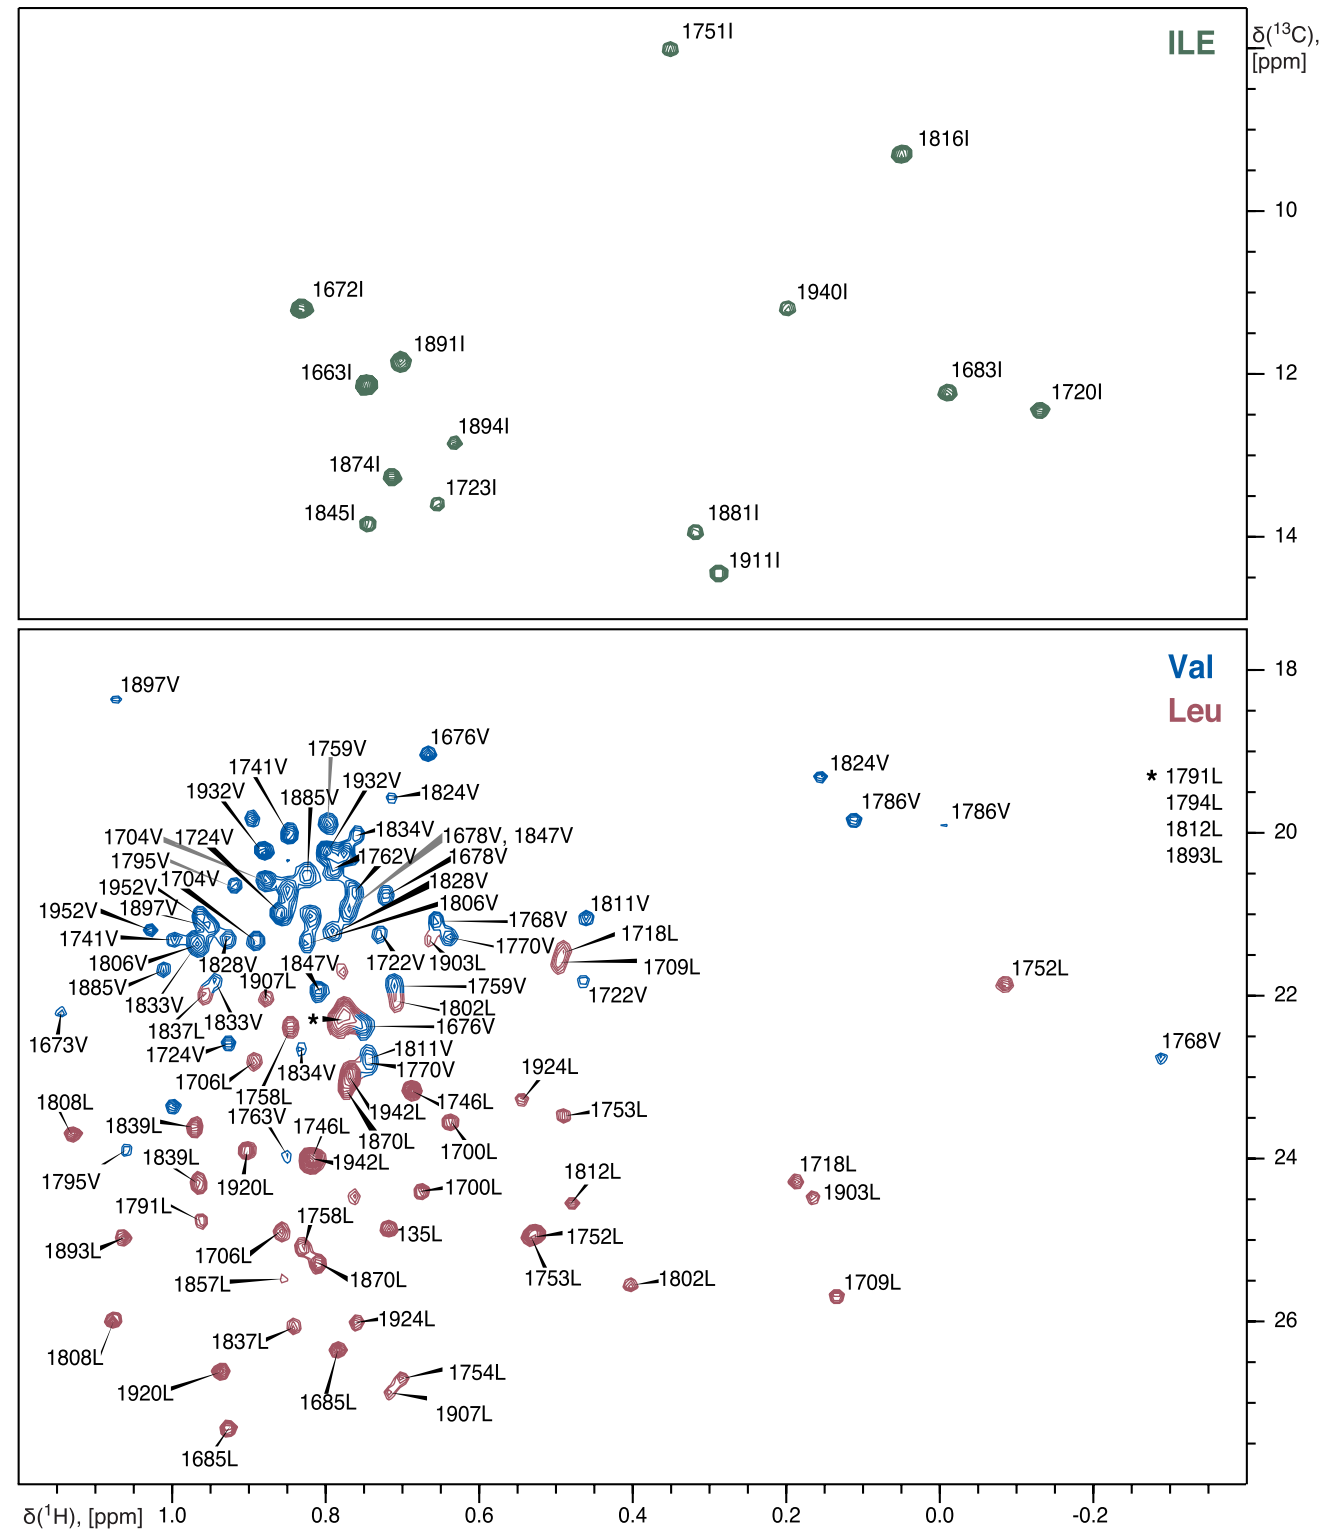 1751I
ILE
δ(¹³C),
[ppm]
1816I
10
1672I
1940I
1891I
1663I
12
1683I
1720I
1894I
1874I
1723I
1845I
1881I
14
1911I
Val
18
1897V
Leu
1676V
1759V
1741V
1824V
1932V
1932V
1885V
1824V
* 1791L
1794L
1812L
1893L
1786V
1786V
20
1834V
1704V
1724V
1678V, 1847V
1762V
1678V
1795V
1704V
1828V
1952V
1806V
1897V
1952V
1811V
1768V
1741V
1718L
1770V
1806V
1828V
1847V
1722V
1903L
1709L
1752L
1885V
1907L
1759V
1722V
22
1833V
1802L
1837L
1833V
*
1676V
1673V
1724V
1811V
1768V
1834V
1770V
1706L
1924L
1758L
1746L
1808L
1942L
1753L
1763V
1839L
1746L
1870L
1700L
1839L
1942L
24
1795V
1920L
1700L
1812L
1718L
1791L
1903L
1758L
135L
1893L
1706L
1752L
1857L
1870L
1753L
1802L
1709L
1924L
26
1837L
1808L
1754L
1920L
1685L
1907L
1685L
δ(¹H), [ppm]
1.0
0.8
0.6
0.4
0.2
0.0
-0.2